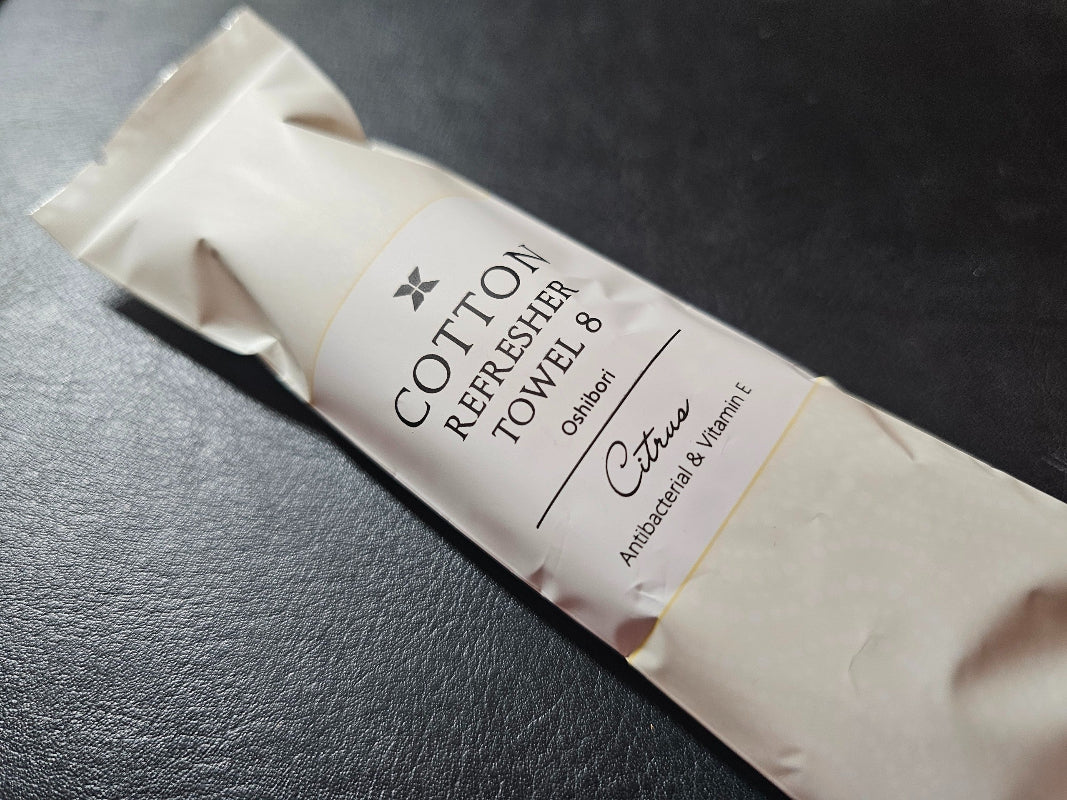 COTTON
REFRESHER
TOWEL 8
Oshibori
Citrus
Antibacterial & Vitamin E